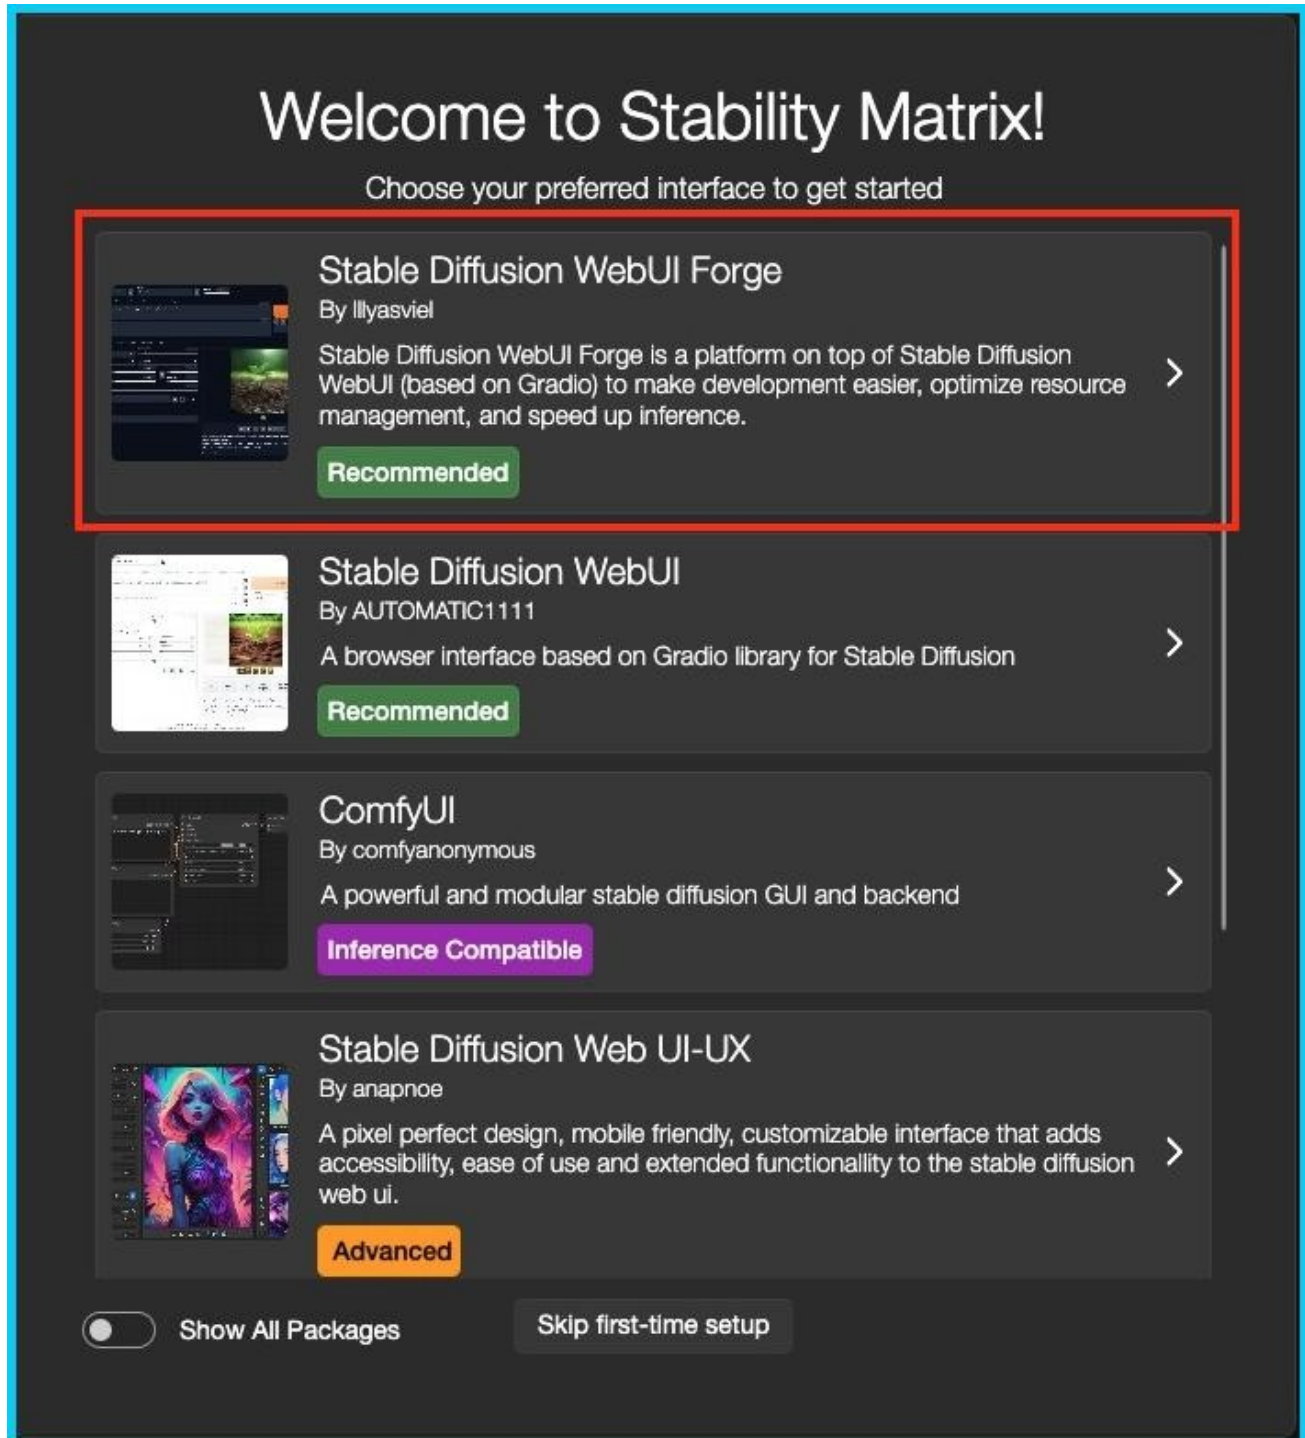 Welcome to Stability Matrix!
Choose your preferred interface to get started
Stable Diffusion WebUI Forge
By lllyasviel
Stable Diffusion WebUI Forge is a platform on top of Stable Diffusion
WebUI (based on Gradio) to make development easier, optimize resource
management, and speed up inference.
Recommended
Stable Diffusion WebUI
By AUTOMATIC1111
A browser interface based on Gradio library for Stable Diffusion
Recommended
ComfyUI
By comfyanonymous
A powerful and modular stable diffusion GUI and backend
Inference Compatible
Stable Diffusion Web UI-UX
By anapnoe
A pixel perfect design, mobile friendly, customizable interface that adds
accessibility, ease of use and extended functionallity to the stable diffusion
web ui.
Advanced
Show All Packages
Skip first-time setup